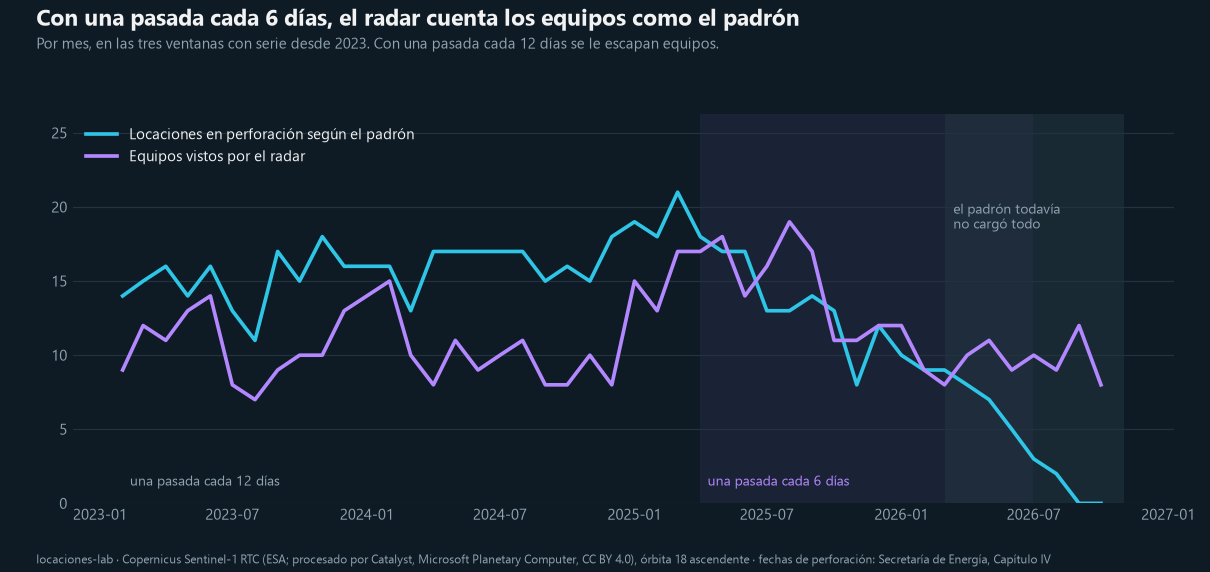 Con una pasada cada 6 días, el radar cuenta los equipos como el padrón
Por mes, en las tres ventanas con serie desde 2023. Con una pasada cada 12 días se le escapan equipos.
25
Locaciones en perforación según el padrón
Equipos vistos por el radar
20
el padrón todavía
no cargó todo
15
10
5
una pasada cada 12 días
una pasada cada 6 días
0
2023-01 2023-07 2024-01 2024-07 2025-01 2025-07 2026-01 2026-07 2027-01
locaciones-lab · Copernicus Sentinel-1 RTC (ESA; procesado por Catalyst, Microsoft Planetary Computer, CC BY 4.0), órbita 18 ascendente · fechas de perforación: Secretaría de Energía, Capítulo IV